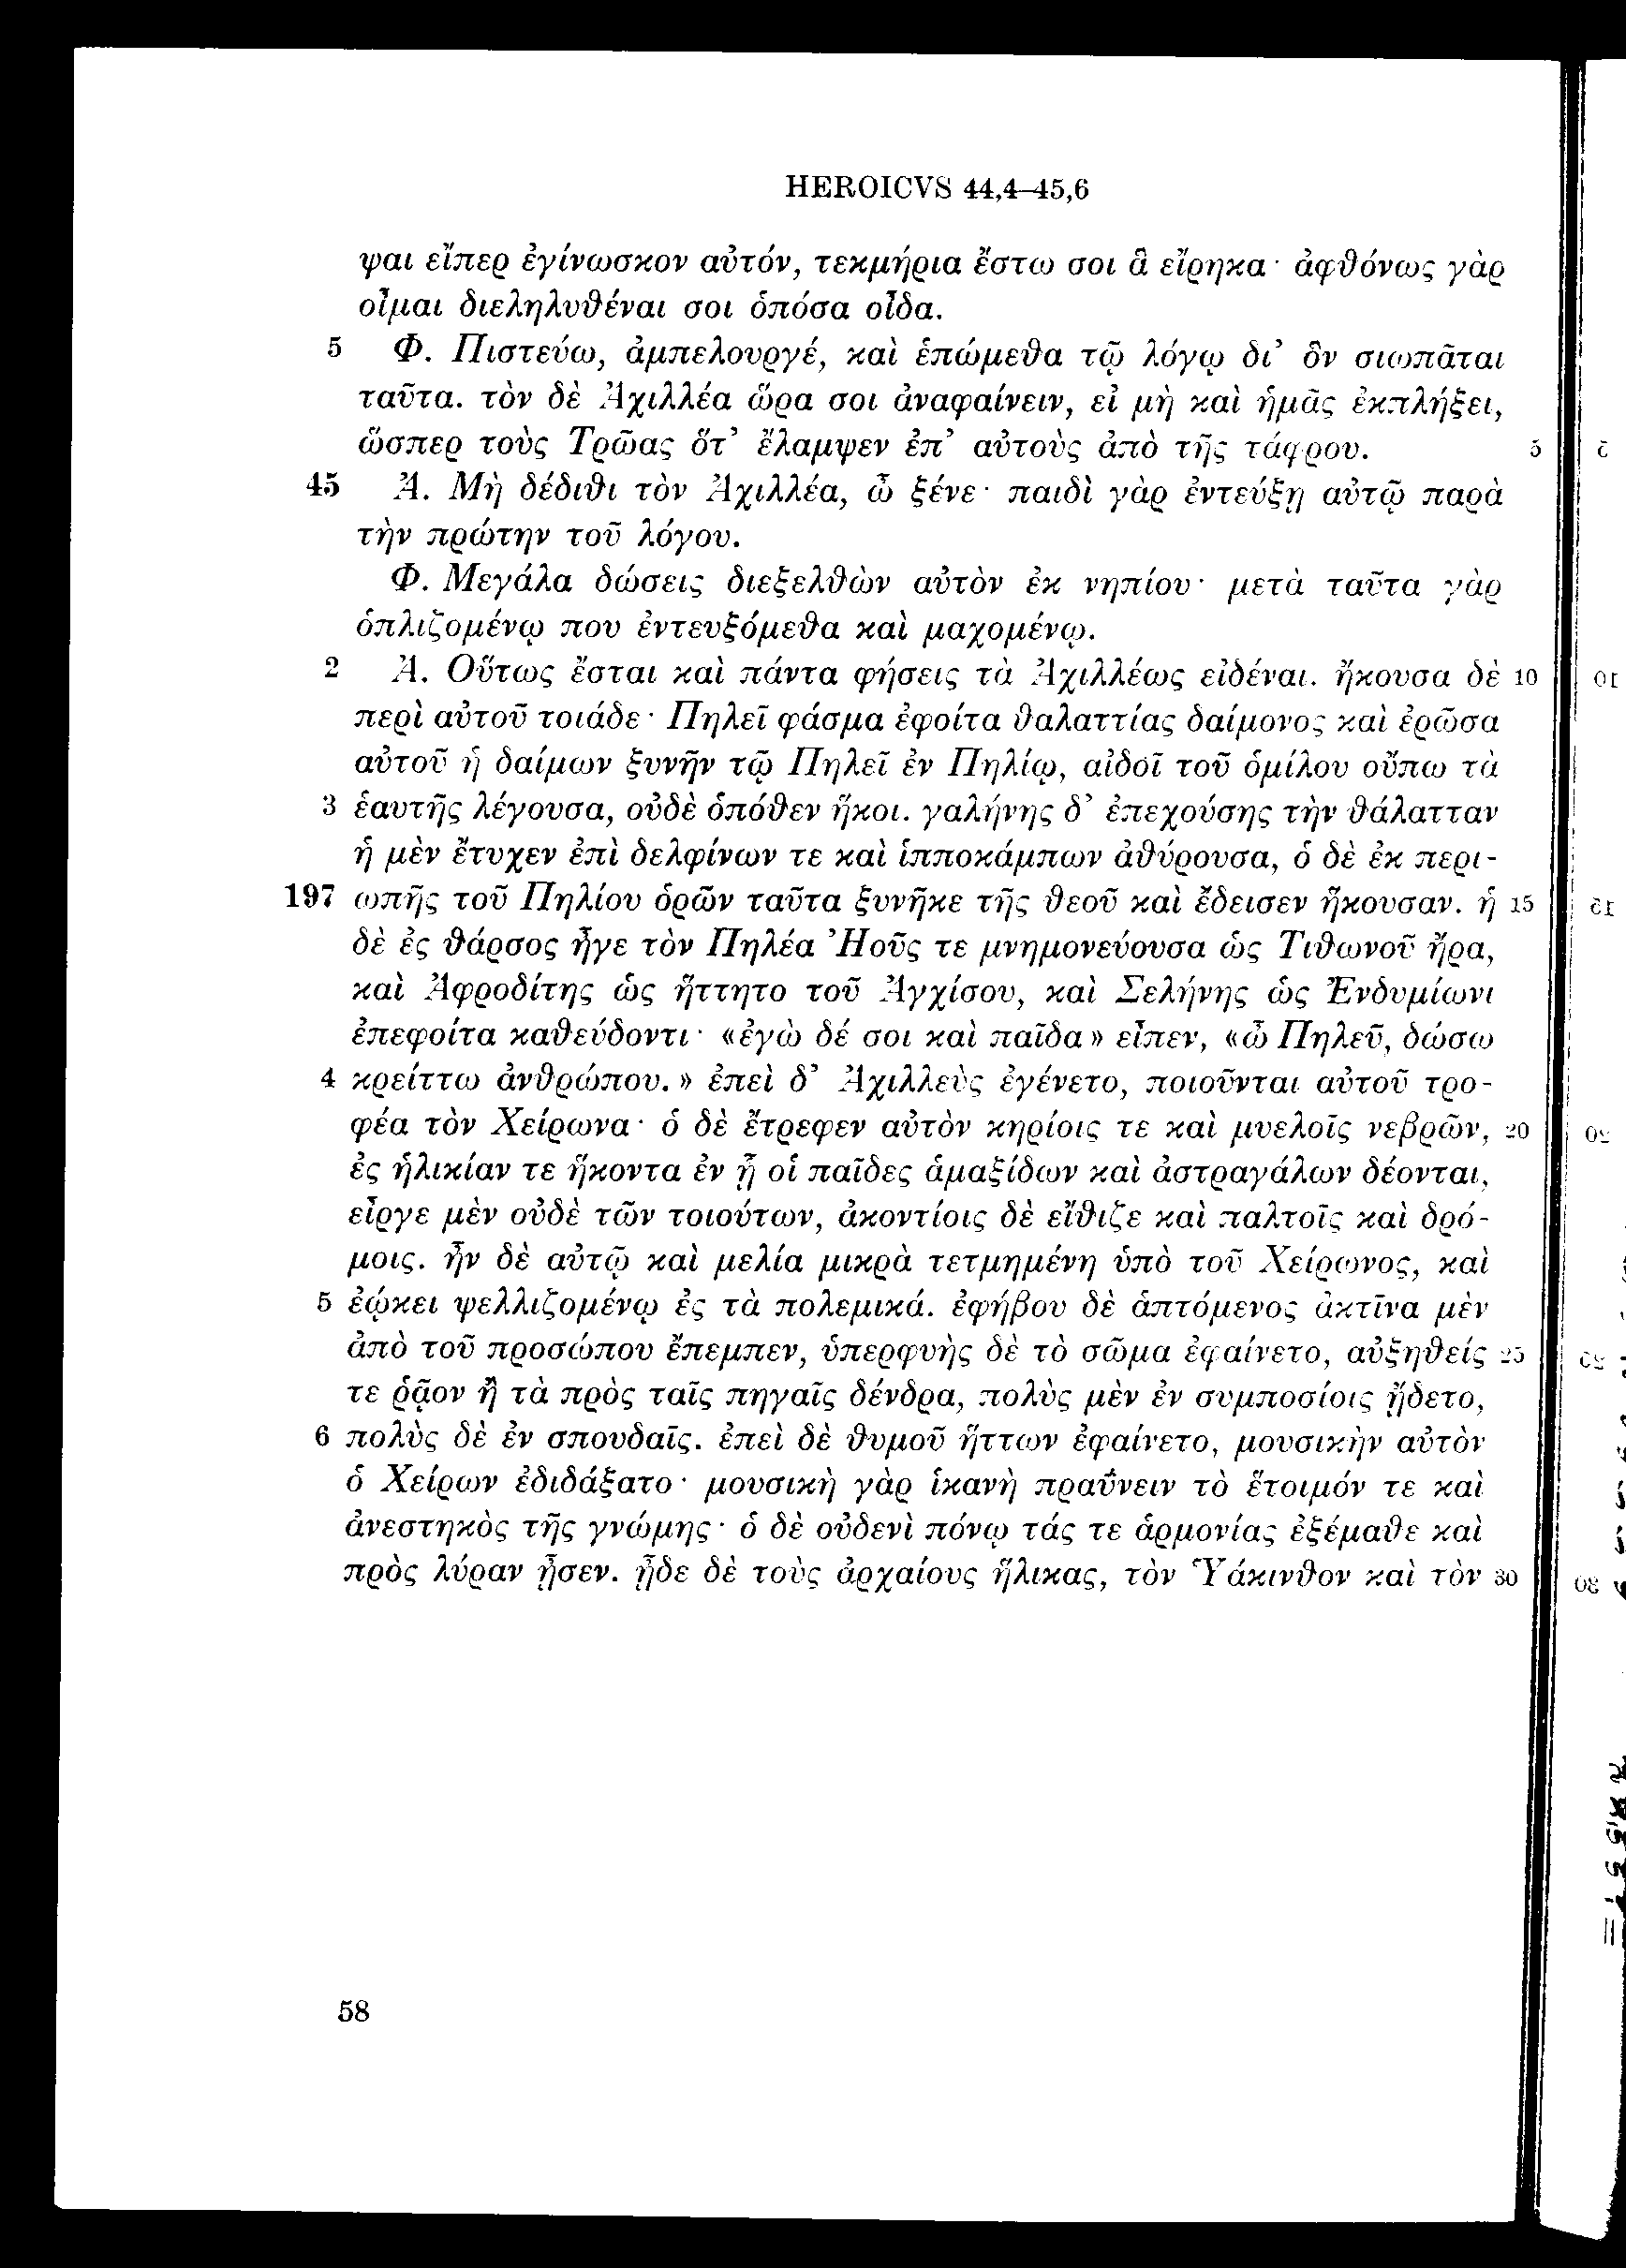 HEROICVS 44,4–45,6
ψαι εἴπερ ἐγίνωσκον αὐτόν, τεκμήρια ἔστω σοι ἃ εἴρηκα· ἀφθόνως γὰρ
οἶμαι διεληλυθέναι σοι ὁπόσα οἶδα.
5 Φ. Πιστεύω, ἀμπελουργέ, καὶ ἑπώμεθα τῷ λόγῳ δι’ ὃν σιωπᾶται
ταῦτα. τὸν δὲ Ἀχιλλέα ὥρα σοι ἀναφαίνειν, εἰ μὴ καὶ ἡμᾶς ἐκπλήξει,
ὥσπερ τοὺς Τρῶας ὅτ’ ἔλαμψεν ἐπ’ αὐτοὺς ἀπὸ τῆς τάφρου. 5
45 Ἀ. Μὴ δέδιθι τὸν Ἀχιλλέα, ὦ ξένε· παιδὶ γὰρ ἐντεύξῃ αὐτῷ παρὰ
τὴν πρώτην τοῦ λόγου.
Φ. Μεγάλα δώσεις διεξελθὼν αὐτὸν ἐκ νηπίου· μετὰ ταῦτα γὰρ
ὁπλιζομένῳ που ἐντευξόμεθα καὶ μαχομένῳ.
2 Ἀ. Οὕτως ἔσται καὶ πάντα φήσεις τὰ Ἀχιλλέως εἰδέναι. ἤκουσα δὲ 10
περὶ αὐτοῦ τοιάδε· Πηλεῖ φάσμα ἐφοίτα θαλαττίας δαίμονος καὶ ἐρῶσα
αὐτοῦ ἡ δαίμων ξυνῆν τῷ Πηλεῖ ἐν Πηλίῳ, αἰδοῖ τοῦ ὁμίλου οὔπω τὰ
3 ἑαυτῆς λέγουσα, οὐδὲ ὁπόθεν ἥκοι. γαλήνης δ’ ἐπεχούσης τὴν θάλατταν
ἡ μὲν ἔτυχεν ἐπὶ δελφίνων τε καὶ ἱπποκάμπων ἀθύρουσα, ὁ δὲ ἐκ περι-
197 ωπῆς τοῦ Πηλίου ὁρῶν ταῦτα ξυνῆκε τῆς θεοῦ καὶ ἔδεισεν ἥκουσαν. ἡ 15
δὲ ἐς θάρσος ἦγε τὸν Πηλέα Ἠοῦς τε μνημονεύουσα ὡς Τιθωνοῦ ἤρα,
καὶ Ἀφροδίτης ὡς ἥττητο τοῦ Ἀγχίσου, καὶ Σελήνης ὡς Ἐνδυμίωνι
ἐπεφοίτα καθεύδοντι· «ἐγὼ δέ σοι καὶ παῖδα» εἶπεν, «ὦ Πηλεῦ, δώσω
4 κρείττω ἀνθρώπου.» ἐπεὶ δ’ Ἀχιλλεὺς ἐγένετο, ποιοῦνται αὐτοῦ τρο-
φέα τὸν Χείρωνα· ὁ δὲ ἔτρεφεν αὐτὸν κηρίοις τε καὶ μυελοῖς νεβρῶν, 20
ἐς ἡλικίαν τε ἥκοντα ἐν ᾗ οἱ παῖδες ἁμαξίδων καὶ ἀστραγάλων δέονται,
εἶργε μὲν οὐδὲ τῶν τοιούτων, ἀκοντίοις δὲ εἴθιζε καὶ παλτοῖς καὶ δρό-
μοις. ἦν δὲ αὐτῷ καὶ μελία μικρὰ τετμημένη ὑπὸ τοῦ Χείρωνος, καὶ
5 ἐῴκει ψελλιζομένῳ ἐς τὰ πολεμικά. ἐφήβου δὲ ἁπτόμενος ἀκτῖνα μὲν
ἀπὸ τοῦ προσώπου ἔπεμπεν, ὑπερφυὴς δὲ τὸ σῶμα ἐφαίνετο, αὐξηθείς 25
τε ῥᾷον ἢ τὰ πρὸς ταῖς πηγαῖς δένδρα, πολὺς μὲν ἐν συμποσίοις ᾔδετο,
6 πολὺς δὲ ἐν σπουδαῖς. ἐπεὶ δὲ θυμοῦ ἥττων ἐφαίνετο, μουσικὴν αὐτὸν
ὁ Χείρων ἐδιδάξατο· μουσικὴ γὰρ ἱκανὴ πραΰνειν τὸ ἕτοιμόν τε καὶ
ἀνεστηκὸς τῆς γνώμης· ὁ δὲ οὐδενὶ πόνῳ τάς τε ἁρμονίας ἐξέμαθε καὶ
πρὸς λύραν ᾖσεν. ᾖδε δὲ τοὺς ἀρχαίους ἥλικας, τὸν Ὑάκινθον καὶ τὸν 30
58